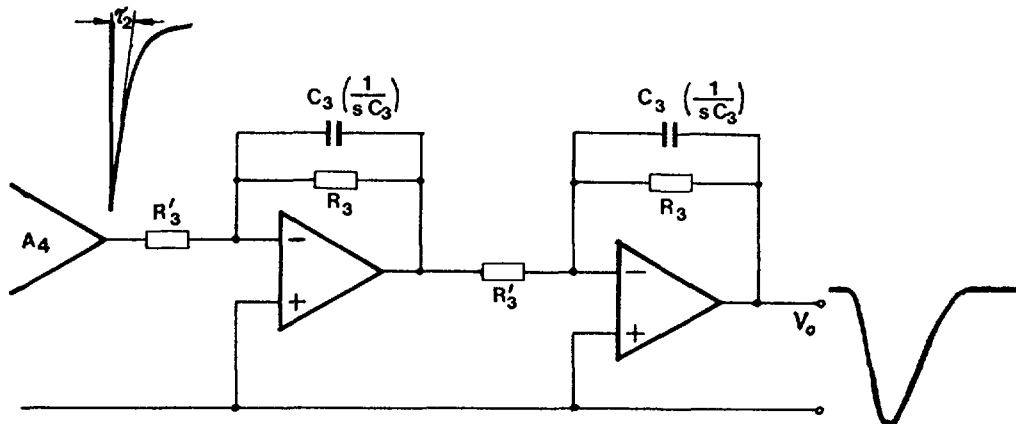 τ₂
C₃ (1/sC₃)
C₃ (1/sC₃)
R₃
R₃
R′₃
A₄
−
+
R′₃
−
+
V₀